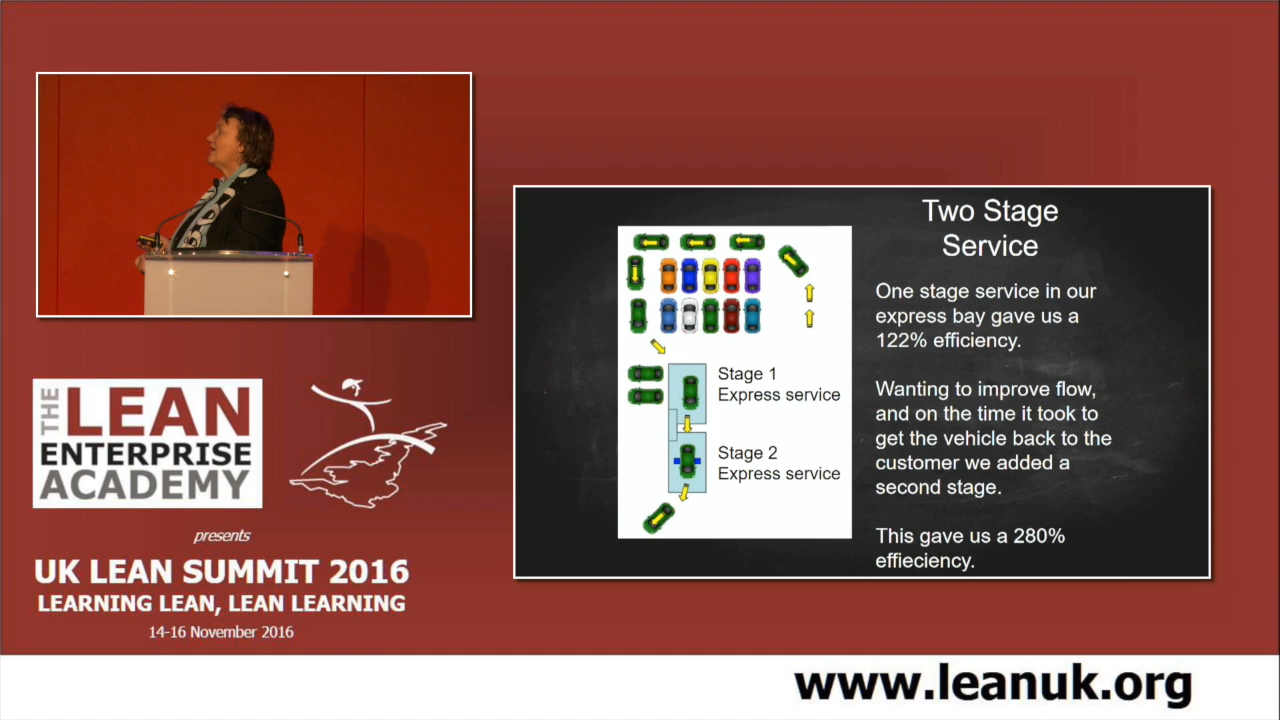 THE LEAN
ENTERPRISE
ACADEMY
presents
UK LEAN SUMMIT 2016
LEARNING LEAN, LEAN LEARNING
14-16 November 2016
Two Stage
Service
Stage 1
Express service
Stage 2
Express service
One stage service in our
express bay gave us a
122% efficiency.
Wanting to improve flow,
and on the time it took to
get the vehicle back to the
customer we added a
second stage.
This gave us a 280%
effieciency.
www.leanuk.org